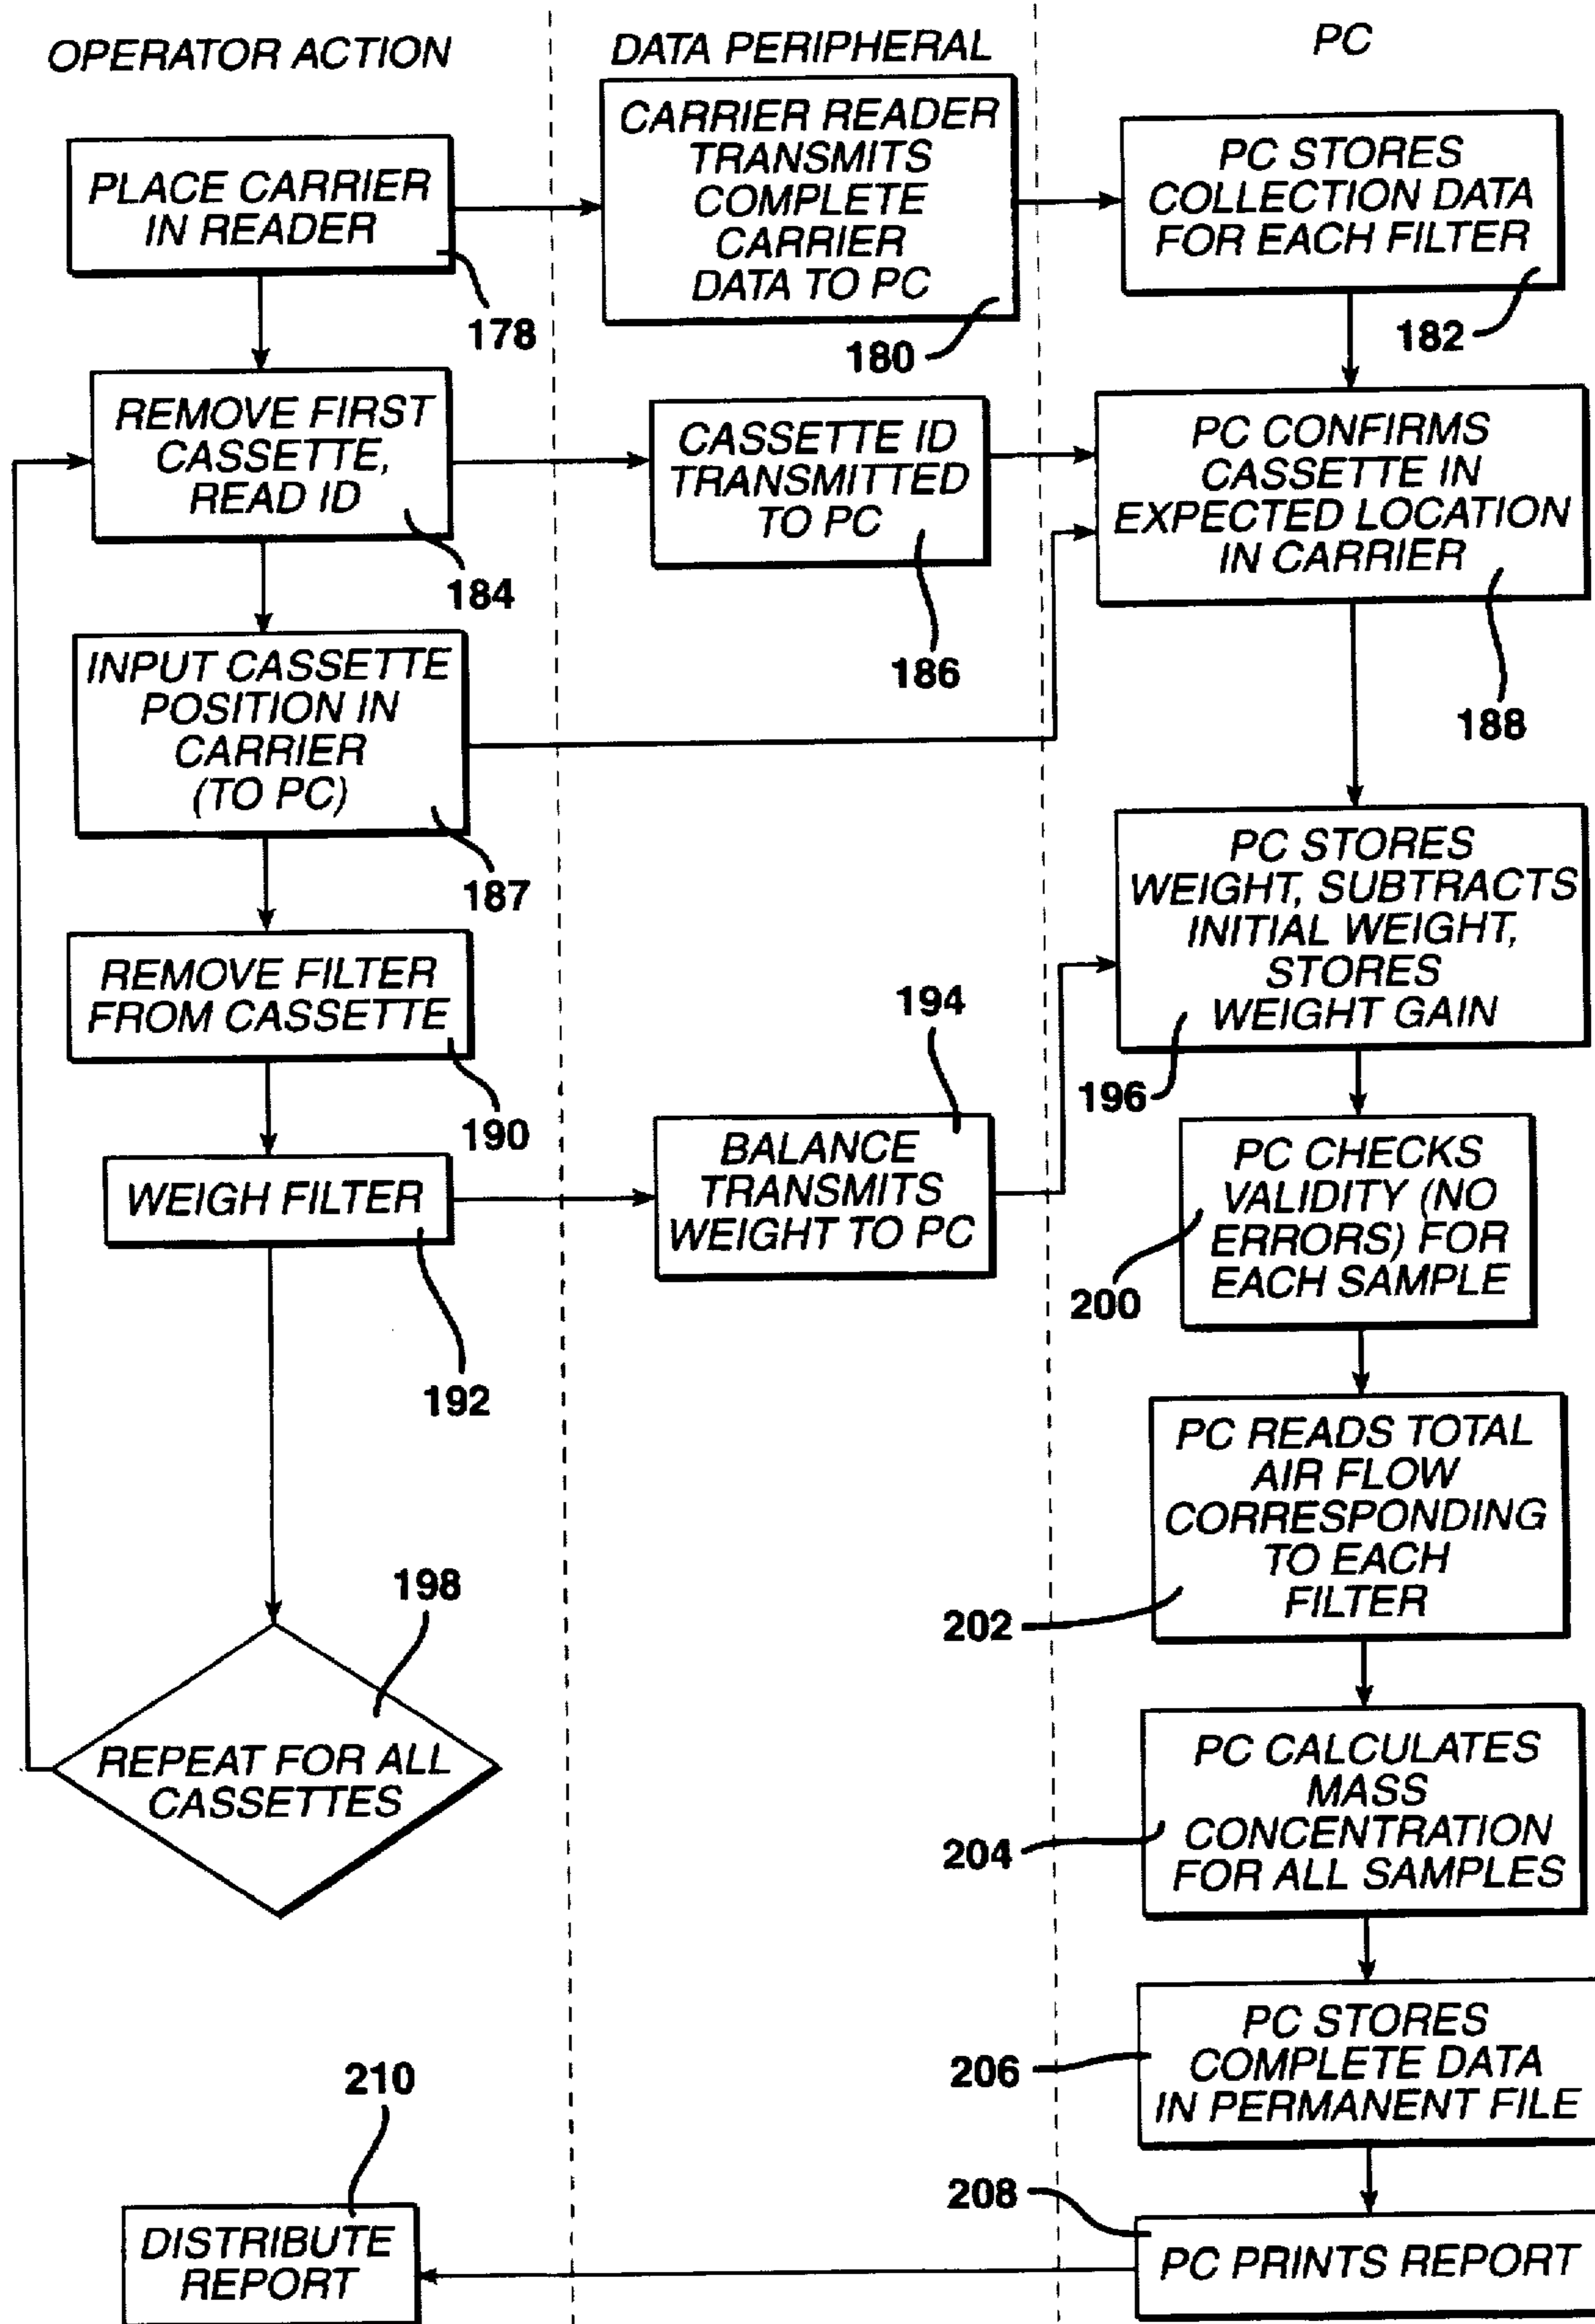 OPERATOR ACTION
DATA PERIPHERAL
PC
PLACE CARRIER
IN READER
178
CARRIER READER
TRANSMITS
COMPLETE
CARRIER
DATA TO PC
180
PC STORES
COLLECTION DATA
FOR EACH FILTER
182
REMOVE FIRST
CASSETTE,
READ ID
184
CASSETTE ID
TRANSMITTED
TO PC
186
PC CONFIRMS
CASSETTE IN
EXPECTED LOCATION
IN CARRIER
188
INPUT CASSETTE
POSITION IN
CARRIER
(TO PC)
187
REMOVE FILTER
FROM CASSETTE
190
WEIGH FILTER
192
194
BALANCE
TRANSMITS
WEIGHT TO PC
PC STORES
WEIGHT, SUBTRACTS
INITIAL WEIGHT,
STORES
WEIGHT GAIN
196
PC CHECKS
VALIDITY (NO
ERRORS) FOR
EACH SAMPLE
200
PC READS TOTAL
AIR FLOW
CORRESPONDING
TO EACH
FILTER
202
198
REPEAT FOR ALL
CASSETTES
PC CALCULATES
MASS
CONCENTRATION
FOR ALL SAMPLES
204
PC STORES
COMPLETE DATA
IN PERMANENT FILE
206
208
PC PRINTS REPORT
210
DISTRIBUTE
REPORT